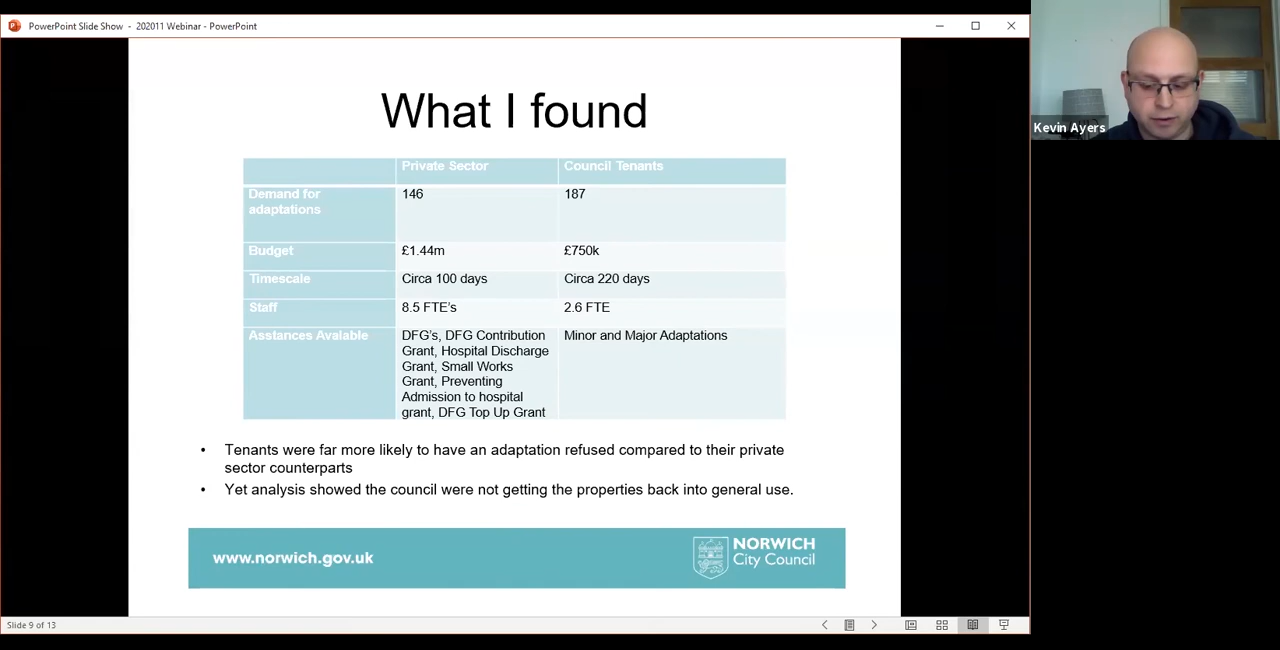 PowerPoint Slide Show - 202011 Webinar - PowerPoint
Kevin Ayers
What I found
Private Sector
Council Tenants
Demand for
adaptations
146
187
Budget
£1.44m
£750k
Timescale
Circa 100 days
Circa 220 days
Staff
8.5 FTE's
2.6 FTE
Asstances Avalable
DFG's, DFG Contribution
Grant, Hospital Discharge
Grant, Small Works
Grant, Preventing
Admission to hospital
grant, DFG Top Up Grant
Minor and Major Adaptations
• Tenants were far more likely to have an adaptation refused compared to their private
sector counterparts
• Yet analysis showed the council were not getting the properties back into general use.
www.norwich.gov.uk
NORWICH
City Council
Slide 9 of 13